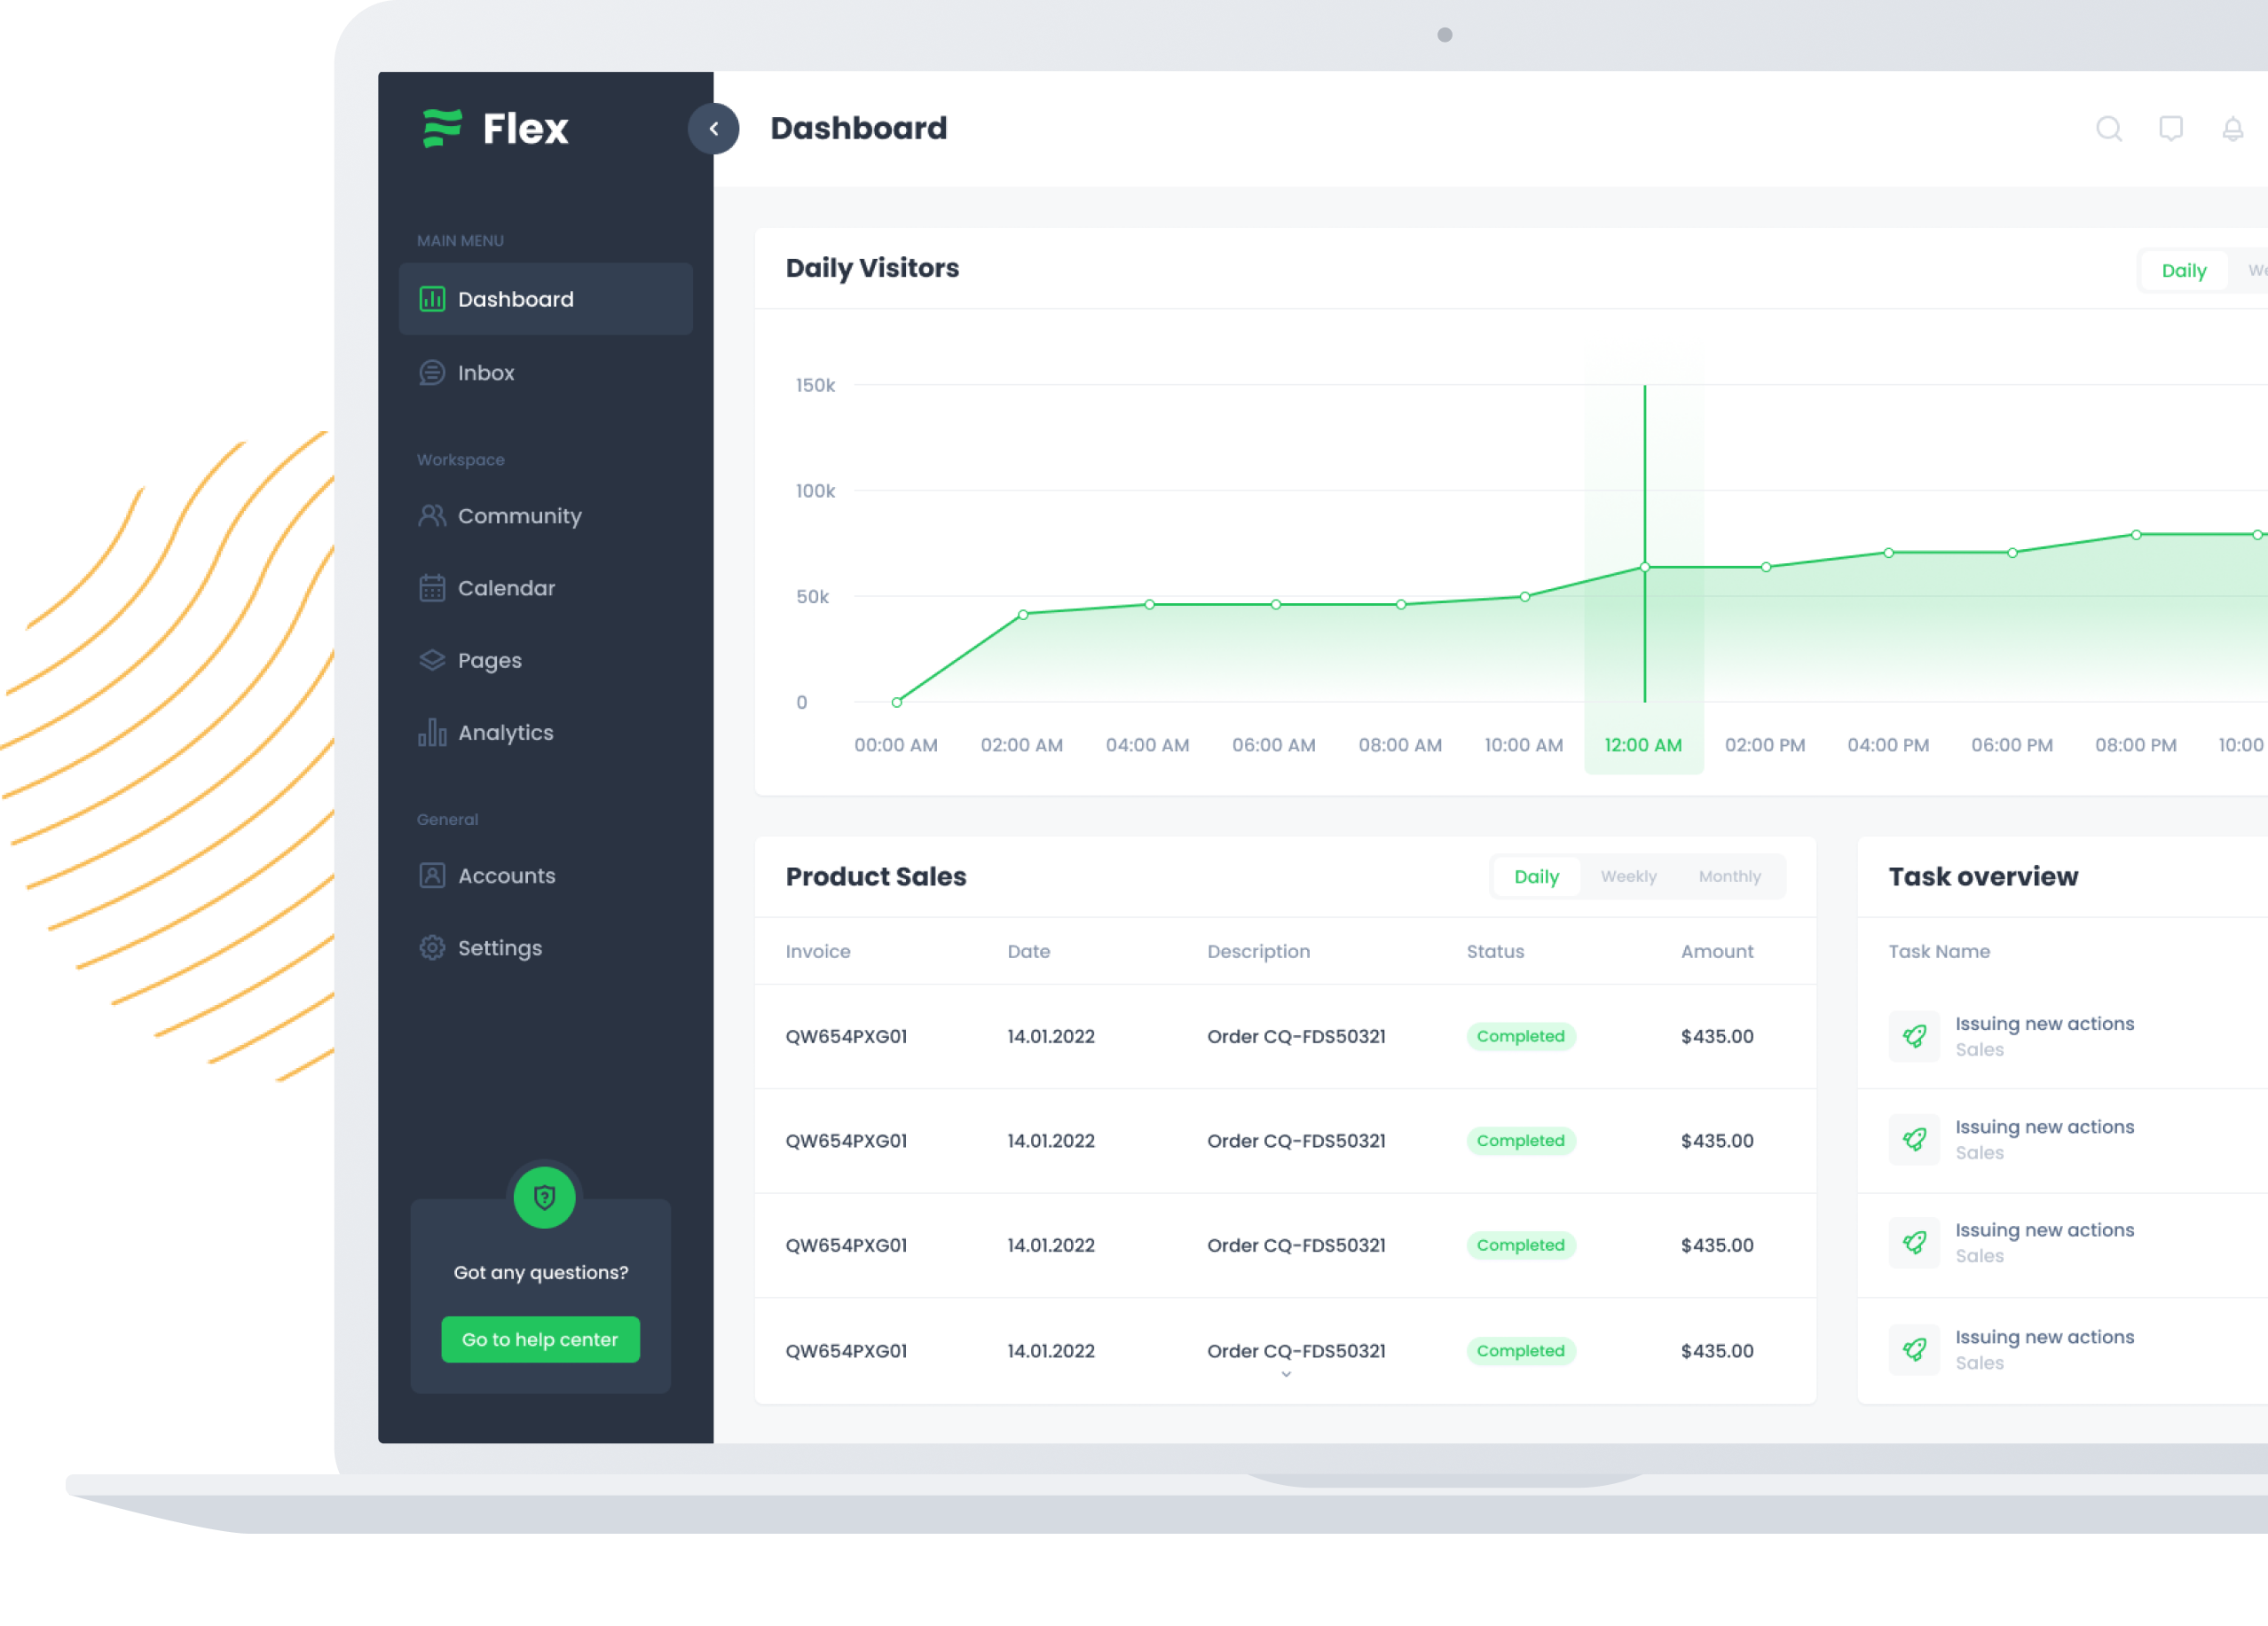 Flex
Dashboard
MAIN MENU
Dashboard
Inbox
Workspace
Community
Calendar
Pages
Analytics
General
Accounts
Settings
Got any questions?
Go to help center
Daily Visitors
Daily
150k
100k
50k
0
00:00 AM 02:00 AM 04:00 AM 06:00 AM 08:00 AM 10:00 AM 12:00 AM 02:00 PM 04:00 PM 06:00 PM 08:00 PM 10:00
Product Sales
Daily Weekly Monthly
Invoice Date Description Status Amount
QW654PXG01 14.01.2022 Order CQ-FDS50321 Completed $435.00
QW654PXG01 14.01.2022 Order CQ-FDS50321 Completed $435.00
QW654PXG01 14.01.2022 Order CQ-FDS50321 Completed $435.00
QW654PXG01 14.01.2022 Order CQ-FDS50321 Completed $435.00
Task overview
Task Name
Issuing new actions
Sales
Issuing new actions
Sales
Issuing new actions
Sales
Issuing new actions
Sales